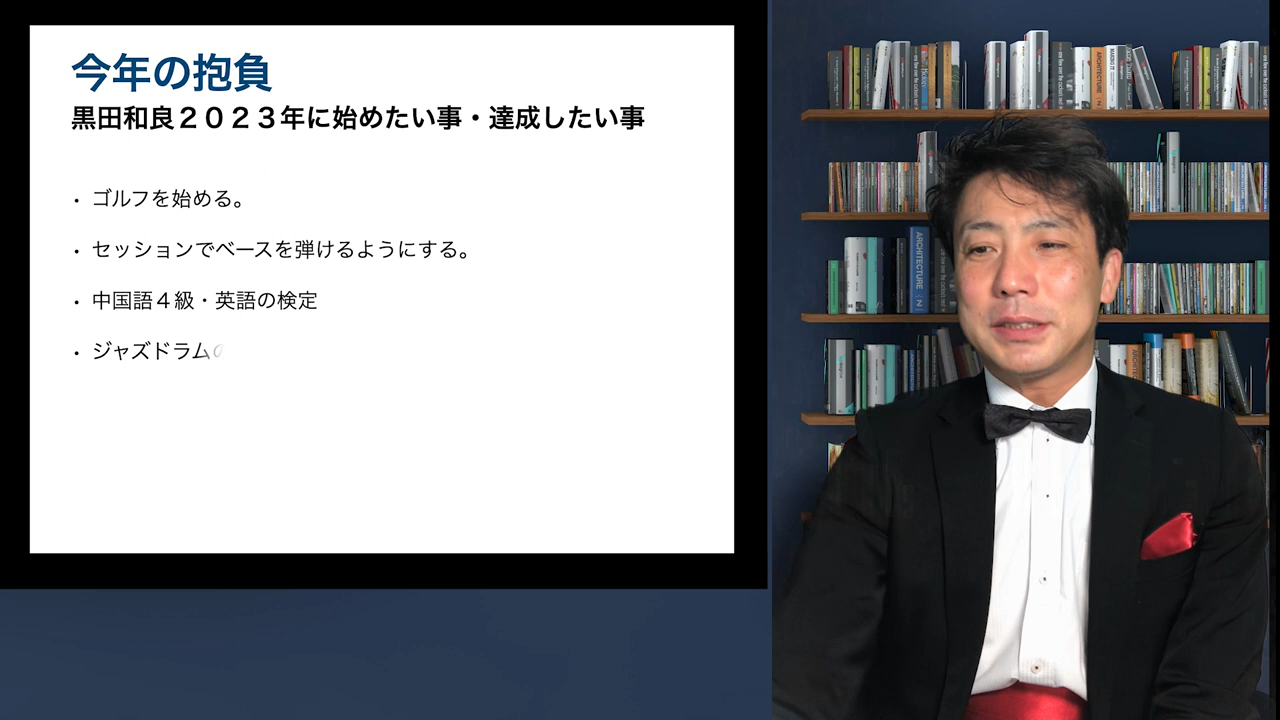 今年の抱負
黒田和良２０２３年に始めたい事・達成したい事
・ゴルフを始める。
・セッションでベースを弾けるようにする。
・中国語４級・英語の検定
・ジャズドラム
ARCHITECTURE